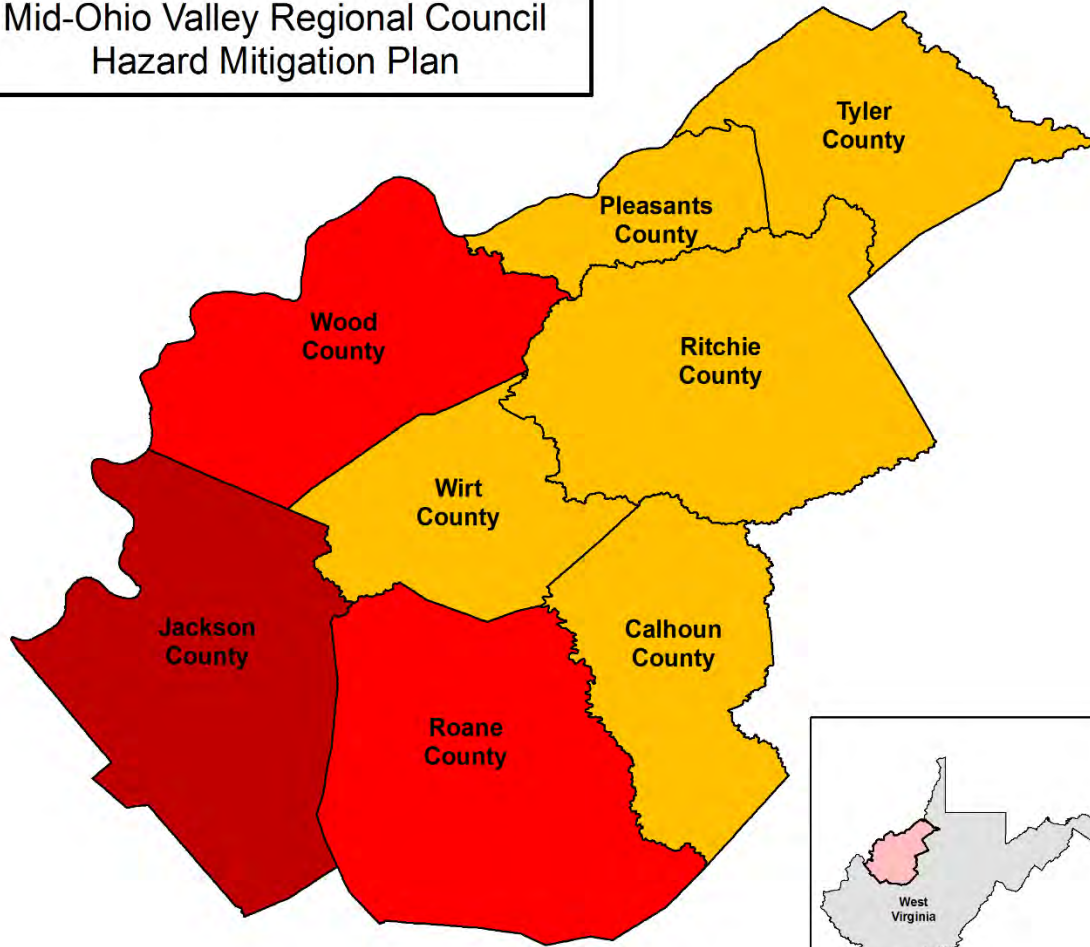 Mid-Ohio Valley Regional Council
Hazard Mitigation Plan
Tyler
County
Pleasants
County
Wood
County
Ritchie
County
Wirt
County
Jackson
County
Calhoun
County
Roane
County
West
Virginia